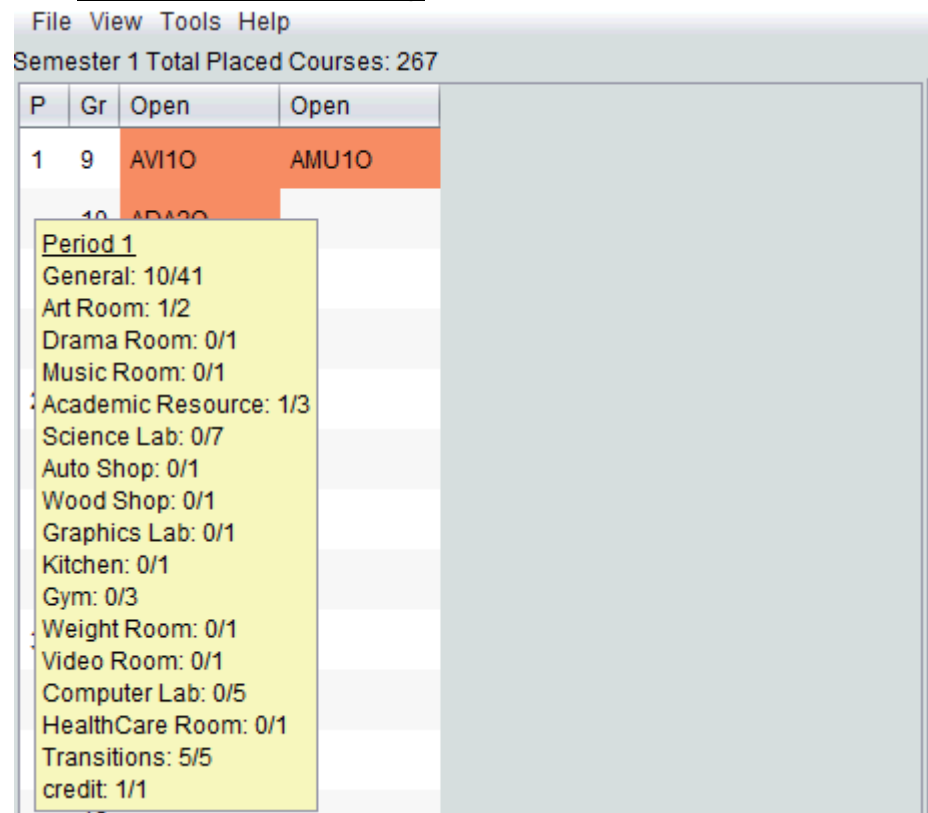 File View Tools Help
Semester 1 Total Placed Courses: 267
P Gr Open Open
1 9 AVI1O AMU1O
Period 1
General: 10/41
Art Room: 1/2
Drama Room: 0/1
Music Room: 0/1
Academic Resource: 1/3
Science Lab: 0/7
Auto Shop: 0/1
Wood Shop: 0/1
Graphics Lab: 0/1
Kitchen: 0/1
Gym: 0/3
Weight Room: 0/1
Video Room: 0/1
Computer Lab: 0/5
HealthCare Room: 0/1
Transitions: 5/5
credit: 1/1